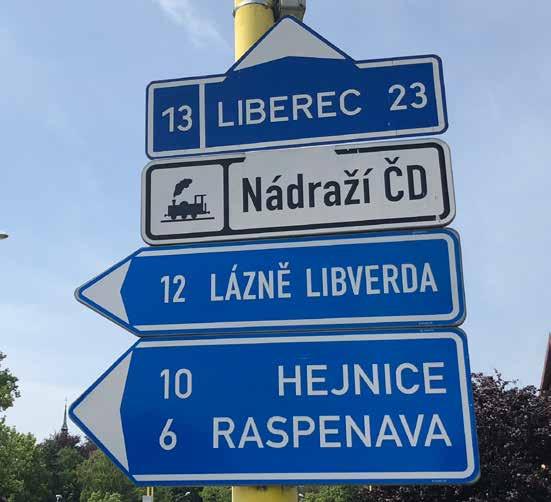 13 LIBEREC 23
Nádraží ČD
12 LÁZNĚ LIBVERDA
10 HEJNICE
6 RASPENAVA